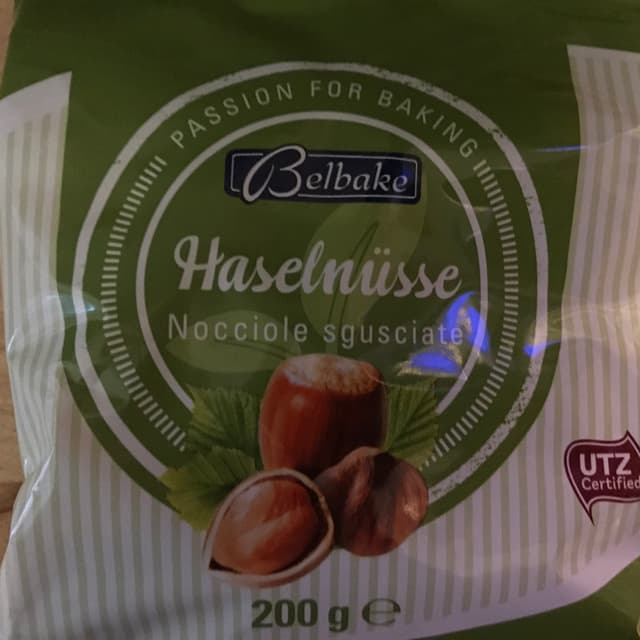 PASSION FOR BAKING
Belbake
Haselnüsse
Nocciole sgusciate
UTZ
Certified
200 g ℮